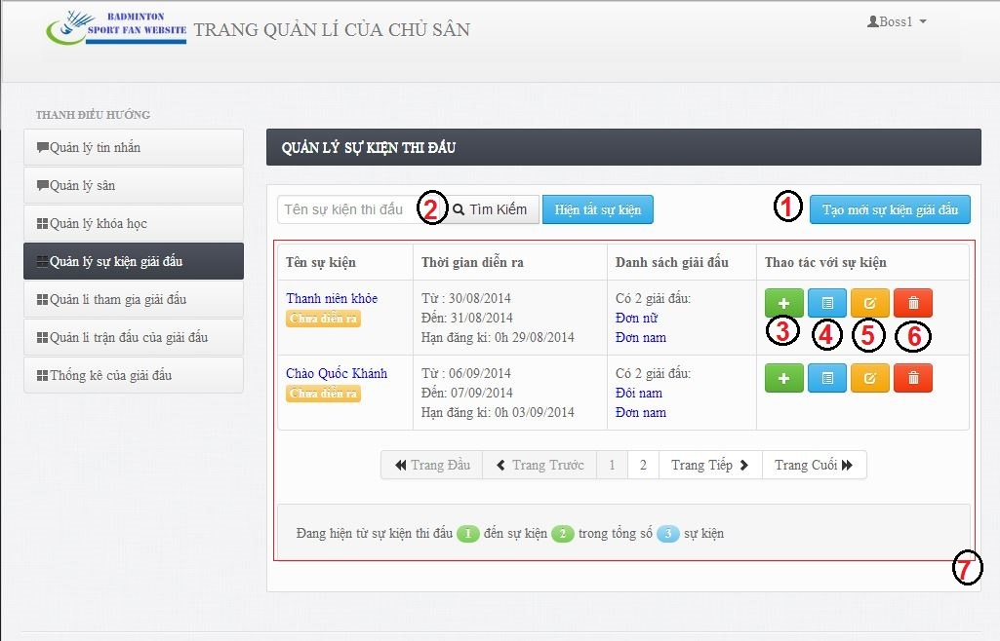 BADMINTON
SPORT FAN WEBSITE
TRANG QUẢN LÍ CỦA CHỦ SÂN
Boss1
THANH ĐIỀU HƯỚNG
Quản lý tin nhắn
Quản lý sân
Quản lý khóa học
Quản lý sự kiện giải đấu
Quản lí tham gia giải đấu
Quản lí trận đấu của giải đấu
Thống kê của giải đấu
QUẢN LÝ SỰ KIỆN THI ĐẤU
Tên sự kiện thi đấu 2 Tìm Kiếm Hiện tất sự kiện 1 Tạo mới sự kiện giải đấu
Tên sự kiện Thời gian diễn ra Danh sách giải đấu Thao tác với sự kiện
Thanh niên khỏe Từ : 30/08/2014 Có 2 giải đấu:
Chưa diễn ra Đến: 31/08/2014 Đơn nữ
Hạn đăng kí: 0h 29/08/2014 Đơn nam
3 4 5 6
Chào Quốc Khánh Từ : 06/09/2014 Có 2 giải đấu:
Chưa diễn ra Đến: 07/09/2014 Đôi nam
Hạn đăng kí: 0h 03/09/2014 Đơn nam
Trang Đầu Trang Trước 1 2 Trang Tiếp Trang Cuối
Đang hiện từ sự kiện thi đấu 1 đến sự kiện 2 trong tổng số 3 sự kiện
7